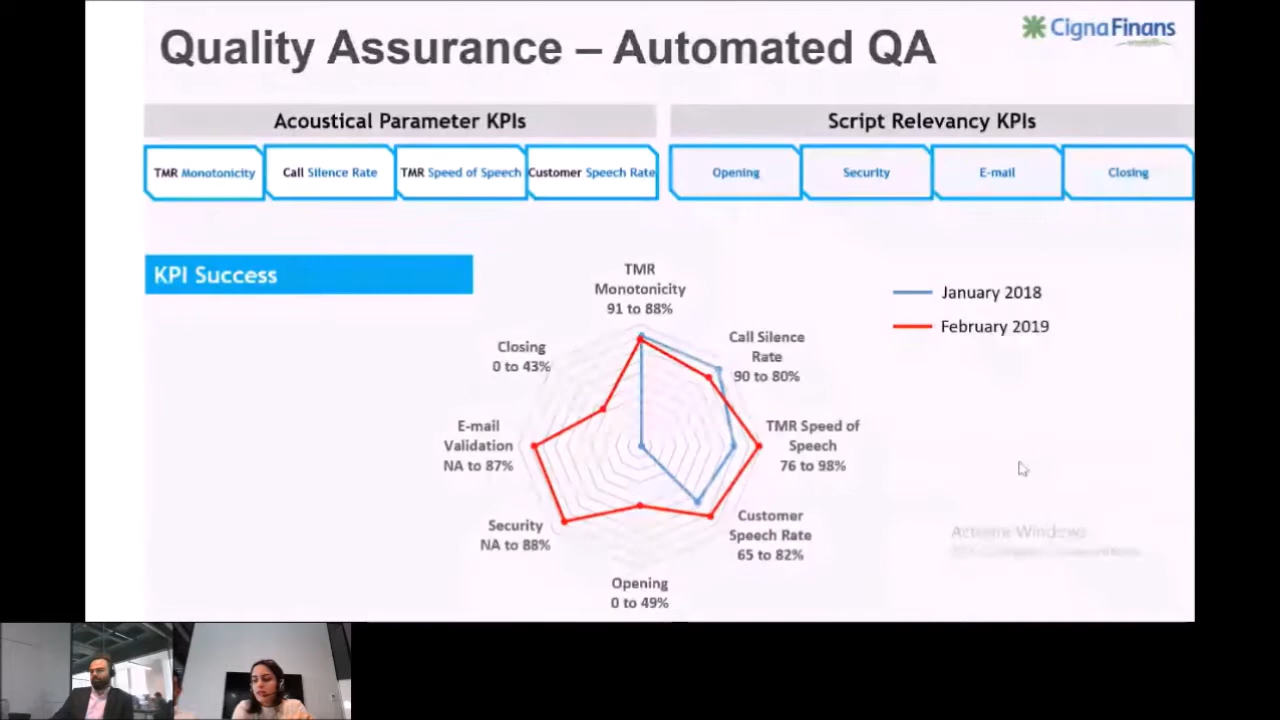 Quality Assurance – Automated QA
CignaFinans
Acoustical Parameter KPIs
Script Relevancy KPIs
TMR Monotonicity
Call Silence Rate
TMR Speed of Speech
Customer Speech Rate
Opening
Security
E-mail
Closing
KPI Success
TMR
Monotonicity
91 to 88%
January 2018
February 2019
Call Silence
Rate
90 to 80%
Closing
0 to 43%
TMR Speed of
Speech
76 to 98%
E-mail
Validation
NA to 87%
Customer
Speech Rate
65 to 82%
Security
NA to 88%
Opening
0 to 49%
Activate Windows